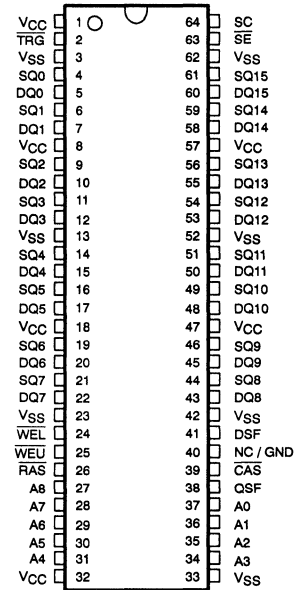 VCC 1 64 SC
TRG 2 63 SE
VSS 3 62 VSS
SQ0 4 61 SQ15
DQ0 5 60 DQ15
SQ1 6 59 SQ14
DQ1 7 58 DQ14
VCC 8 57 VCC
SQ2 9 56 SQ13
DQ2 10 55 DQ13
SQ3 11 54 SQ12
DQ3 12 53 DQ12
VSS 13 52 VSS
SQ4 14 51 SQ11
DQ4 15 50 DQ11
SQ5 16 49 SQ10
DQ5 17 48 DQ10
VCC 18 47 VCC
SQ6 19 46 SQ9
DQ6 20 45 DQ9
SQ7 21 44 SQ8
DQ7 22 43 DQ8
VSS 23 42 VSS
WEL 24 41 DSF
WEU 25 40 NC / GND
RAS 26 39 CAS
A8 27 38 QSF
A7 28 37 A0
A6 29 36 A1
A5 30 35 A2
A4 31 34 A3
VCC 32 33 VSS